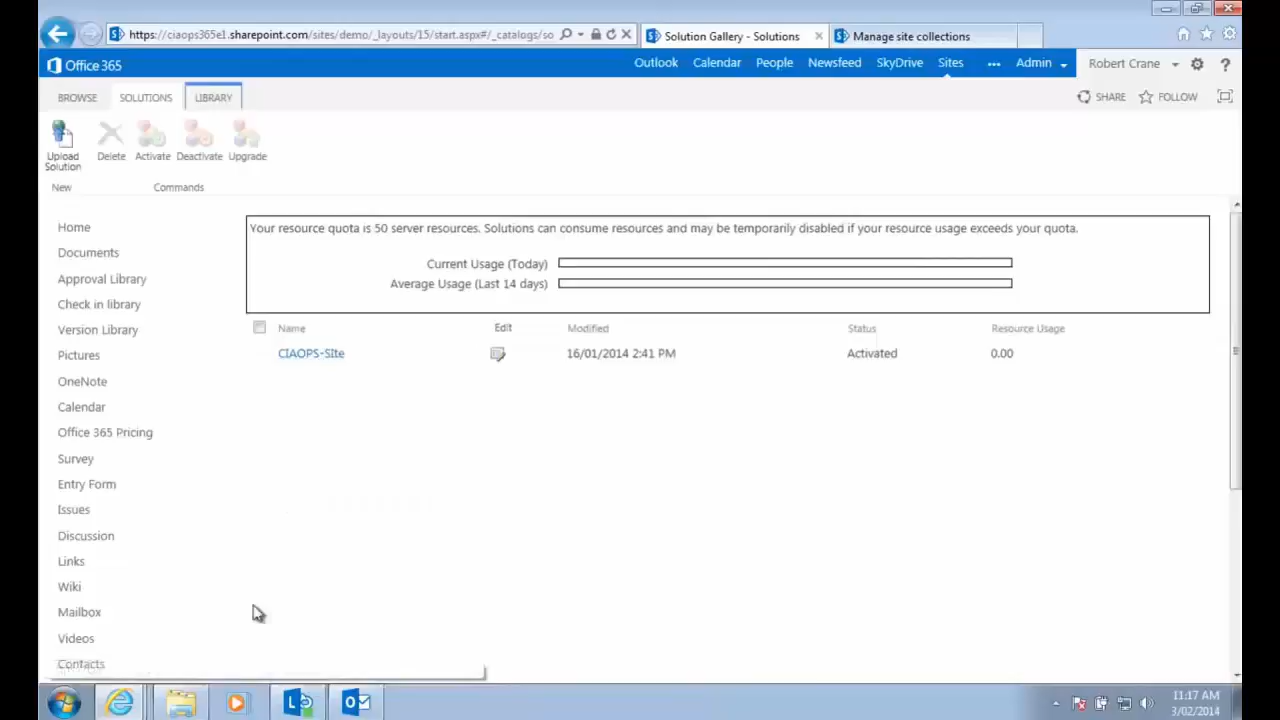 https://ciaops365e1.sharepoint.com/sites/demo/_layouts/15/start.aspx#/_catalogs/so
Solution Gallery - Solutions
Manage site collections
Office 365
Outlook Calendar People Newsfeed SkyDrive Sites ••• Admin Robert Crane ?
BROWSE SOLUTIONS LIBRARY SHARE FOLLOW
Upload Solution
Delete
Activate
Deactivate
Upgrade
New Commands
Your resource quota is 50 server resources. Solutions can consume resources and may be temporarily disabled if your resource usage exceeds your quota.
Current Usage (Today)
Average Usage (Last 14 days)
Name Edit Modified Status Resource Usage
CIAOPS-SIte 16/01/2014 2:41 PM Activated 0.00
Home
Documents
Approval Library
Check in library
Version Library
Pictures
OneNote
Calendar
Office 365 Pricing
Survey
Entry Form
Issues
Discussion
Links
Wiki
Mailbox
Videos
Contacts
11:17 AM
3/02/2014